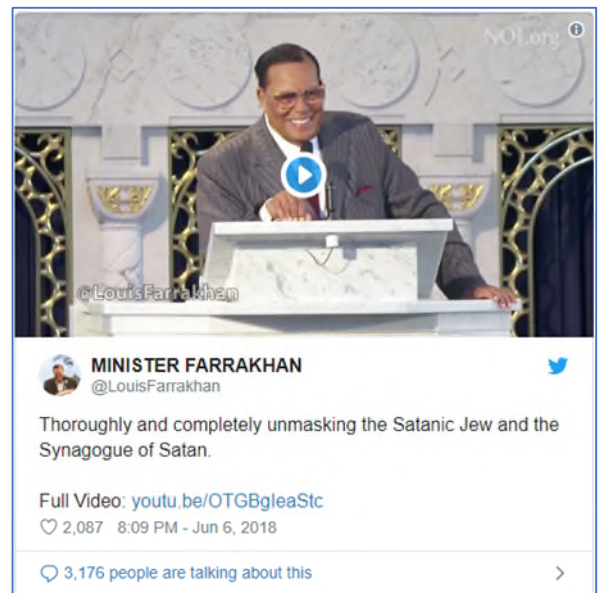 NOI.org
@LouisFarrakhan
MINISTER FARRAKHAN
@LouisFarrakhan
Thoroughly and completely unmasking the Satanic Jew and the
Synagogue of Satan.
Full Video: youtu.be/OTGBgleaStc
2,087 8:09 PM - Jun 6, 2018
3,176 people are talking about this